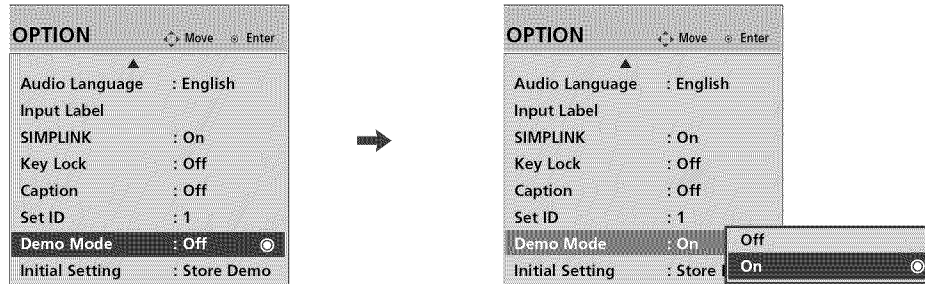 OPTION Move Enter
Audio Language : English
Input Label
SIMPLINK : On
Key Lock : Off
Caption : Off
Set ID : 1
Demo Mode : Off
Initial Setting : Store Demo
OPTION Move Enter
Audio Language : English
Input Label
SIMPLINK : On
Key Lock : Off
Caption : Off
Set ID : 1
Demo Mode : On
Initial Setting : Store
Off
On